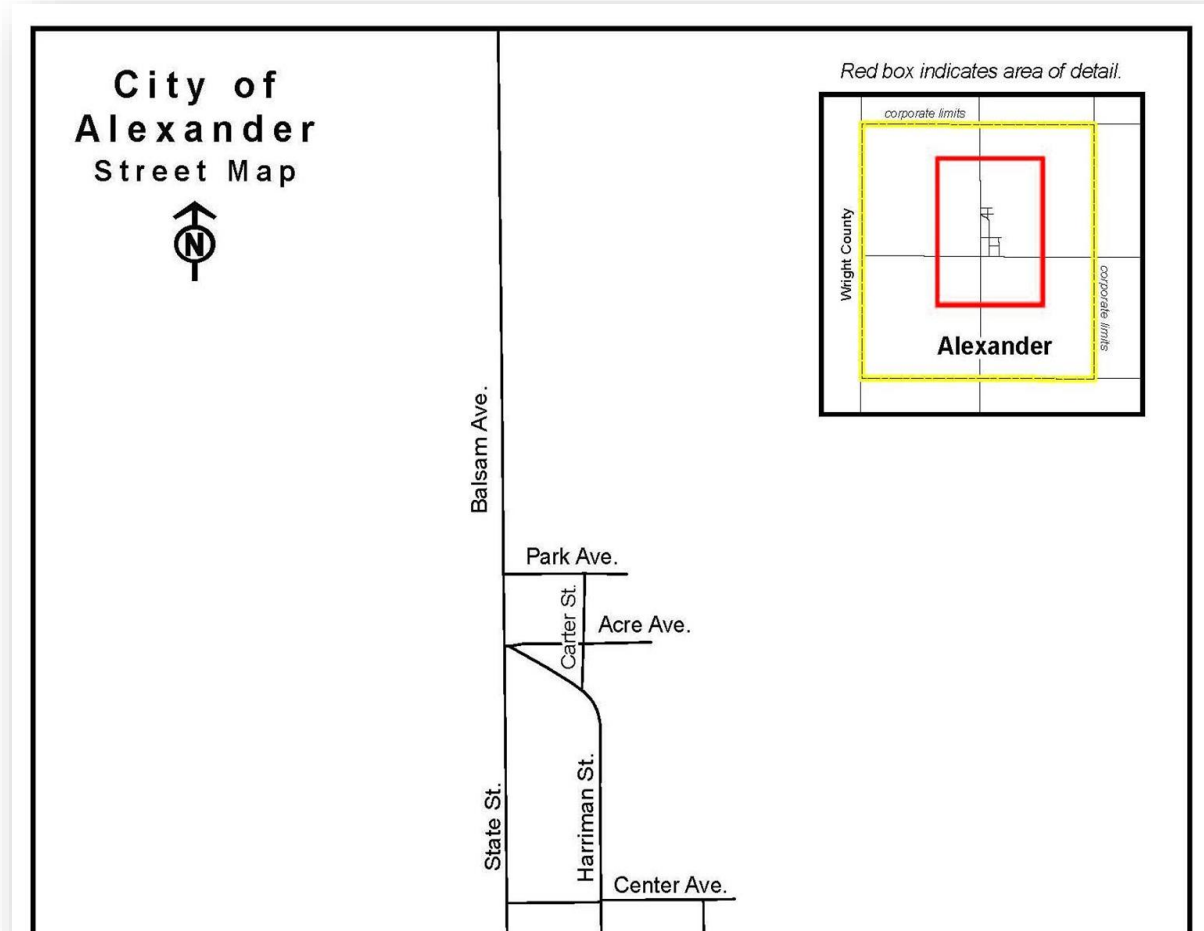 City of
Alexander
Street Map
N
Red box indicates area of detail.
corporate limits
Wright County
corporate limits
Alexander
Balsam Ave.
Park Ave.
Carter St.
Acre Ave.
State St.
Harriman St.
Center Ave.